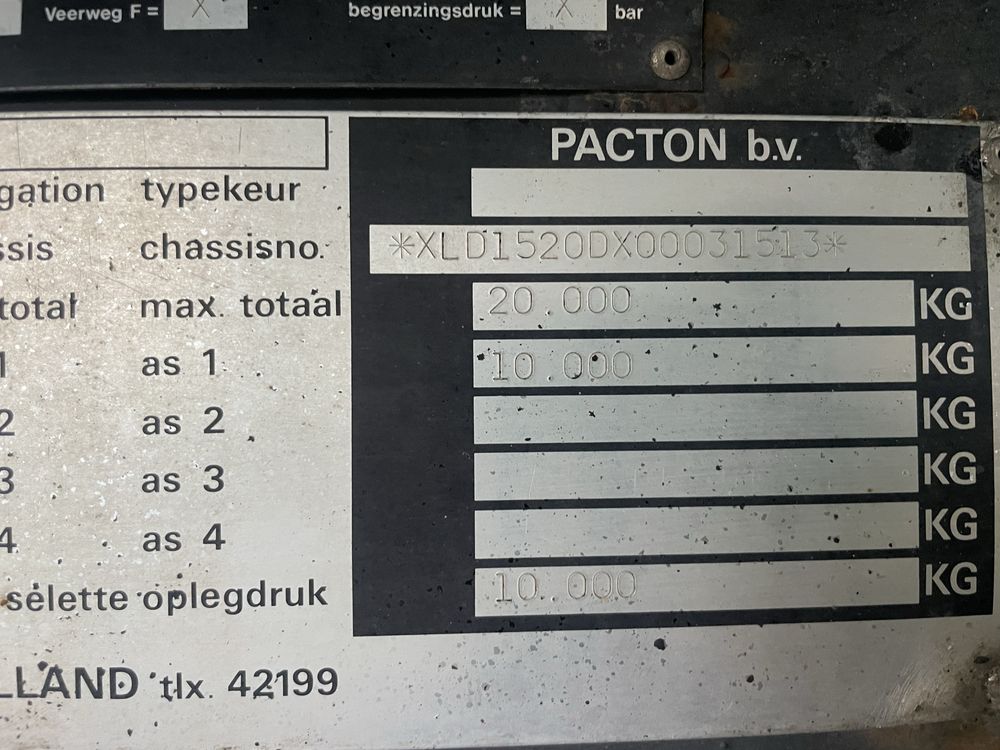 Veerweg F = X begrenzingsdruk = X bar
PACTON b.v.
gation typekeur
ssis chassisno. *XLD1520DX00031513*
total max. totaal 20.000 KG
1 as 1 10.000 KG
2 as 2 KG
3 as 3 KG
4 as 4 KG
sélette oplegdruk 10.000 KG
LLAND tlx. 42199